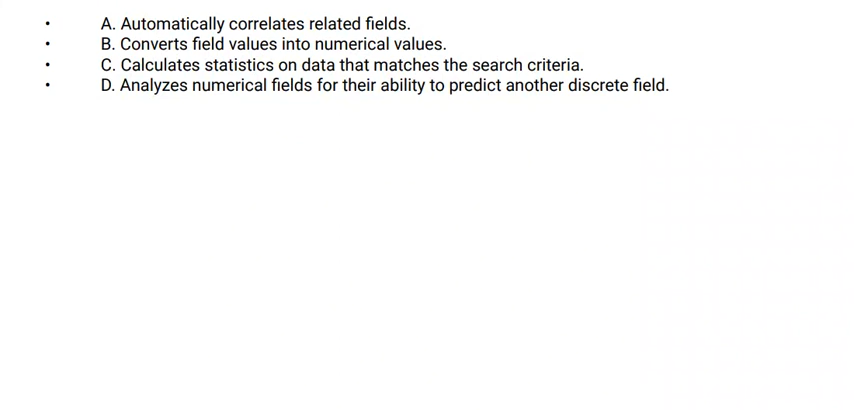 • A. Automatically correlates related fields.
• B. Converts field values into numerical values.
• C. Calculates statistics on data that matches the search criteria.
• D. Analyzes numerical fields for their ability to predict another discrete field.